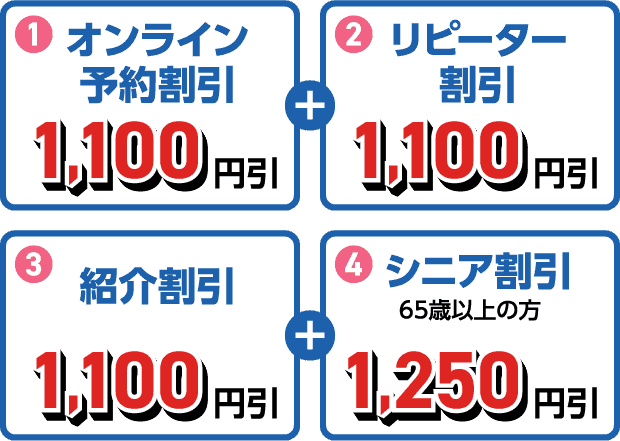 1 オンライン
予約割引
1,100円引
+
2 リピーター
割引
1,100円引
3 紹介割引
1,100円引
+
4 シニア割引
65歳以上の方
1,250円引